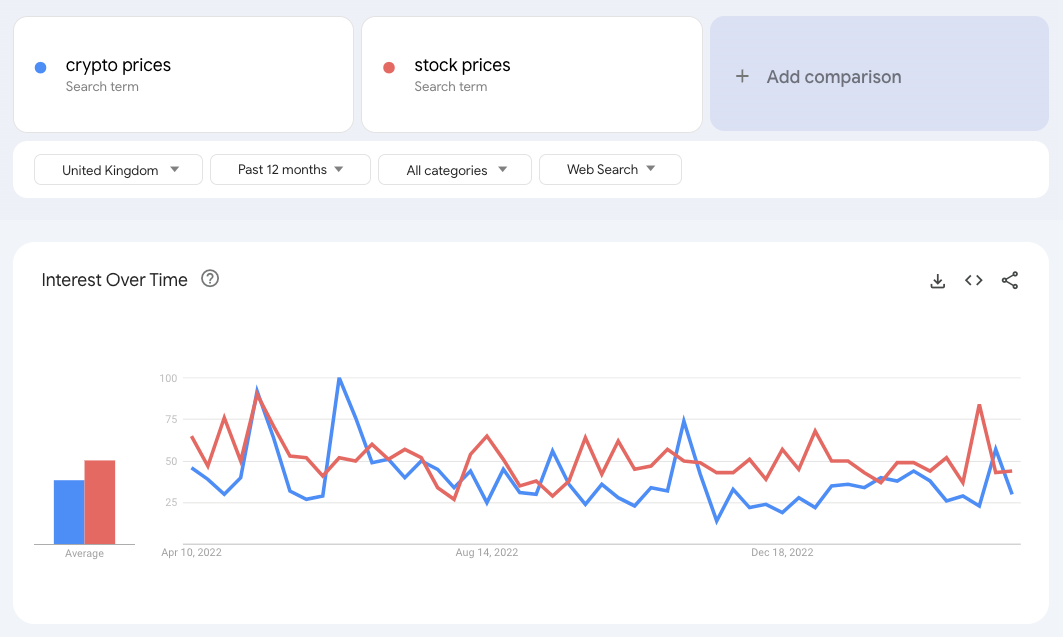 crypto prices
Search term
stock prices
Search term
+ Add comparison
United Kingdom
Past 12 months
All categories
Web Search
Interest Over Time
?
100
75
50
25
Average
Apr 10, 2022
Aug 14, 2022
Dec 18, 2022